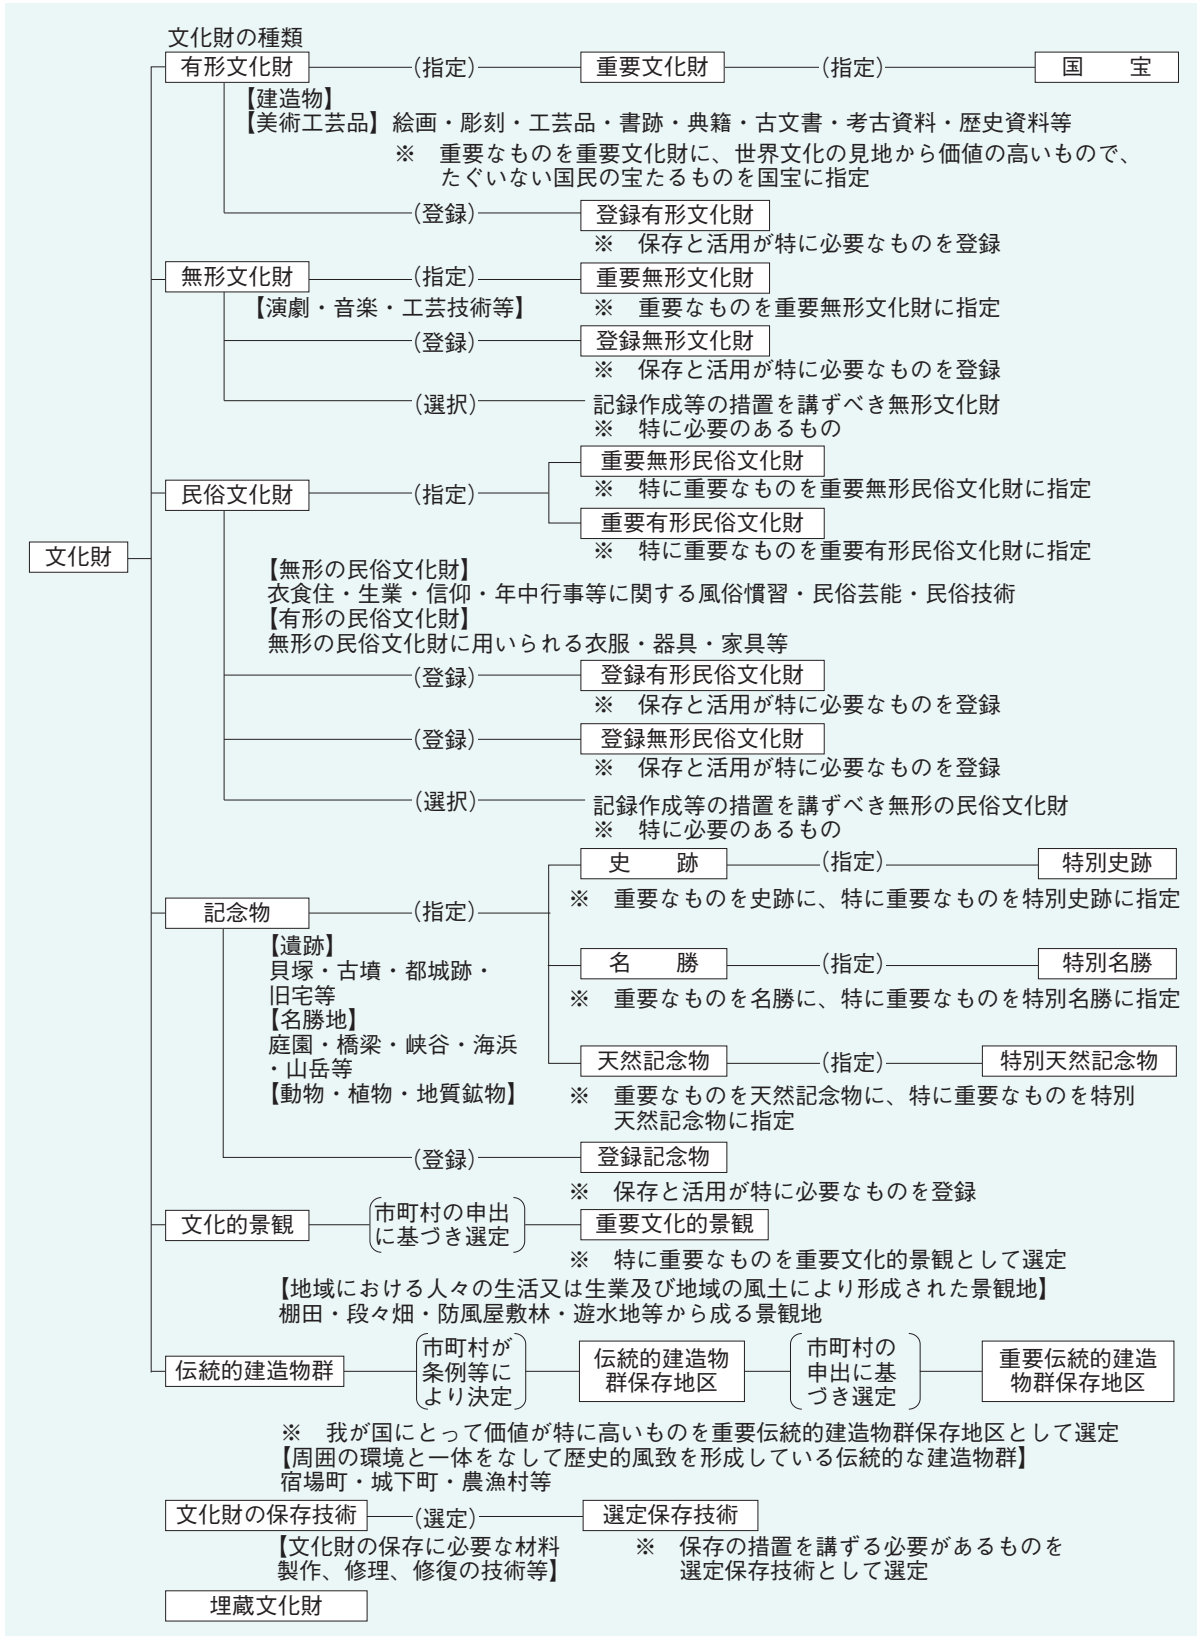 文化財の種類
有形文化財 (指定) 重要文化財 (指定) 国　宝
【建造物】
【美術工芸品】絵画・彫刻・工芸品・書跡・典籍・古文書・考古資料・歴史資料等
※　重要なものを重要文化財に、世界文化の見地から価値の高いもので、
たぐいない国民の宝たるものを国宝に指定
(登録) 登録有形文化財
※　保存と活用が特に必要なものを登録
無形文化財 (指定) 重要無形文化財
【演劇・音楽・工芸技術等】 ※　重要なものを重要無形文化財に指定
(登録) 登録無形文化財
※　保存と活用が特に必要なものを登録
(選択) 記録作成等の措置を講ずべき無形文化財
※　特に必要のあるもの
重要無形民俗文化財
民俗文化財 (指定) ※　特に重要なものを重要無形民俗文化財に指定
重要有形民俗文化財
※　特に重要なものを重要有形民俗文化財に指定
文化財
【無形の民俗文化財】
衣食住・生業・信仰・年中行事等に関する風俗慣習・民俗芸能・民俗技術
【有形の民俗文化財】
無形の民俗文化財に用いられる衣服・器具・家具等
(登録) 登録有形民俗文化財
※　保存と活用が特に必要なものを登録
(登録) 登録無形民俗文化財
※　保存と活用が特に必要なものを登録
(選択) 記録作成等の措置を講ずべき無形の民俗文化財
※　特に必要のあるもの
史　跡 (指定) 特別史跡
※　重要なものを史跡に、特に重要なものを特別史跡に指定
記念物 (指定)
【遺跡】
貝塚・古墳・都城跡・
旧宅等
【名勝地】
庭園・橋梁・峡谷・海浜
・山岳等
【動物・植物・地質鉱物】
名　勝 (指定) 特別名勝
※　重要なものを名勝に、特に重要なものを特別名勝に指定
天然記念物 (指定) 特別天然記念物
※　重要なものを天然記念物に、特に重要なものを特別
天然記念物に指定
(登録) 登録記念物
※　保存と活用が特に必要なものを登録
文化的景観
市町村の申出
に基づき選定
重要文化的景観
※　特に重要なものを重要文化的景観として選定
【地域における人々の生活又は生業及び地域の風土により形成された景観地】
棚田・段々畑・防風屋敷林・遊水地等から成る景観地
伝統的建造物群
市町村が
条例等に
より決定
伝統的建造物
群保存地区
市町村の
申出に基
づき選定
重要伝統的建造
物群保存地区
※　我が国にとって価値が特に高いものを重要伝統的建造物群保存地区として選定
【周囲の環境と一体をなして歴史的風致を形成している伝統的な建造物群】
宿場町・城下町・農漁村等
文化財の保存技術 (選定) 選定保存技術
【文化財の保存に必要な材料
製作、修理、修復の技術等】
※　保存の措置を講ずる必要があるものを
選定保存技術として選定
埋蔵文化財